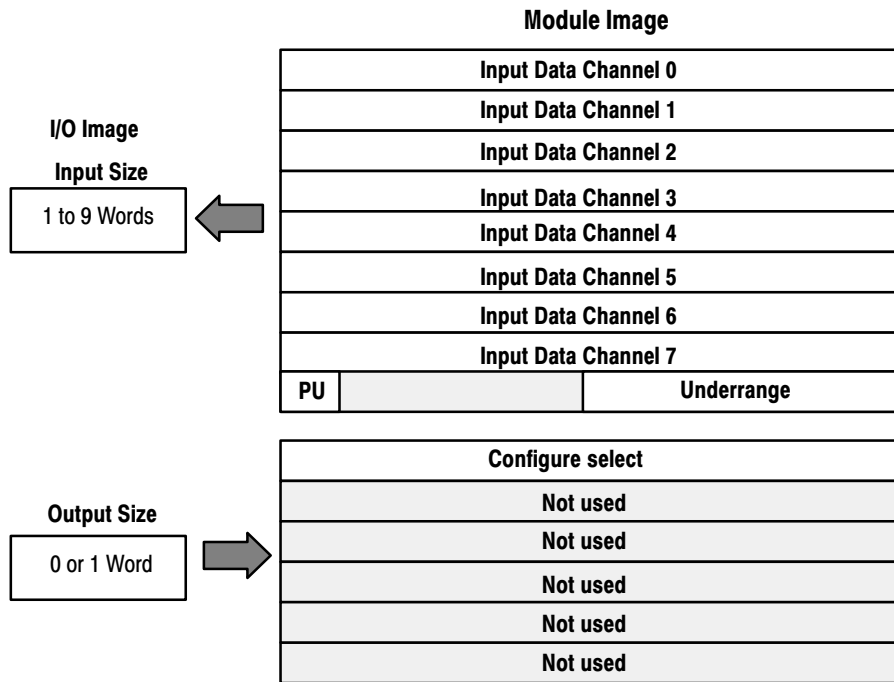 Module Image
Input Data Channel 0
Input Data Channel 1
Input Data Channel 2
Input Data Channel 3
Input Data Channel 4
Input Data Channel 5
Input Data Channel 6
Input Data Channel 7
PU
Underrange
I/O Image
Input Size
1 to 9 Words
Configure select
Not used
Not used
Not used
Not used
Not used
Output Size
0 or 1 Word